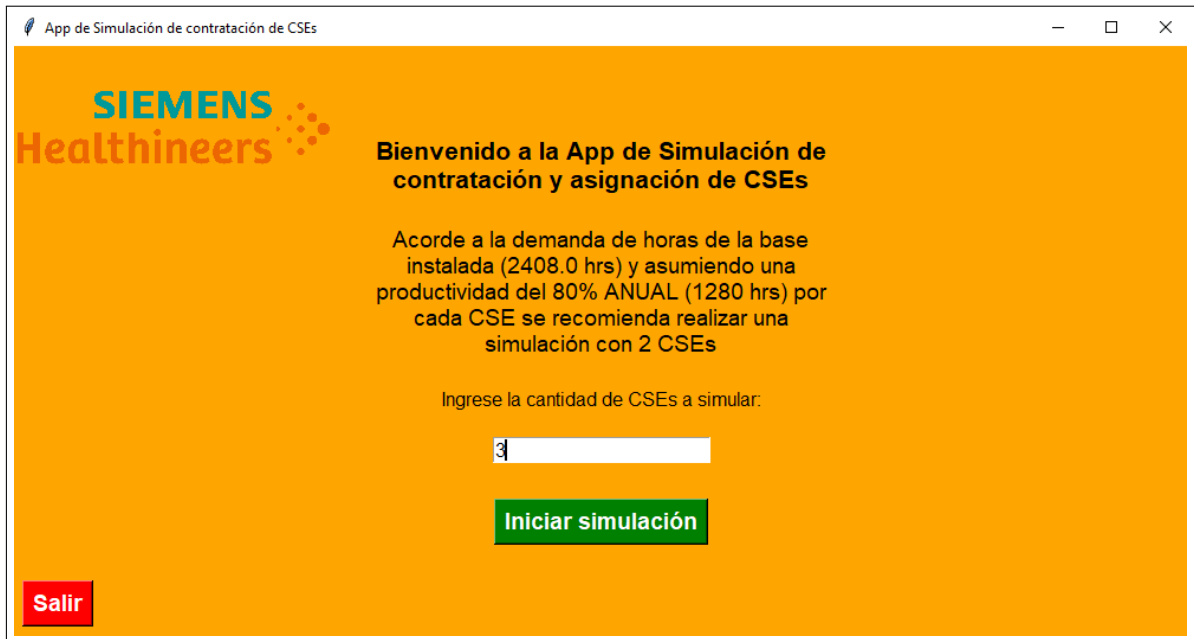 App de Simulación de contratación de CSEs
SIEMENS
Healthineers
Bienvenido a la App de Simulación de
contratación y asignación de CSEs
Acorde a la demanda de horas de la base
instalada (2408.0 hrs) y asumiendo una
productividad del 80% ANUAL (1280 hrs) por
cada CSE se recomienda realizar una
simulación con 2 CSEs
Ingrese la cantidad de CSEs a simular:
3
Iniciar simulación
Salir